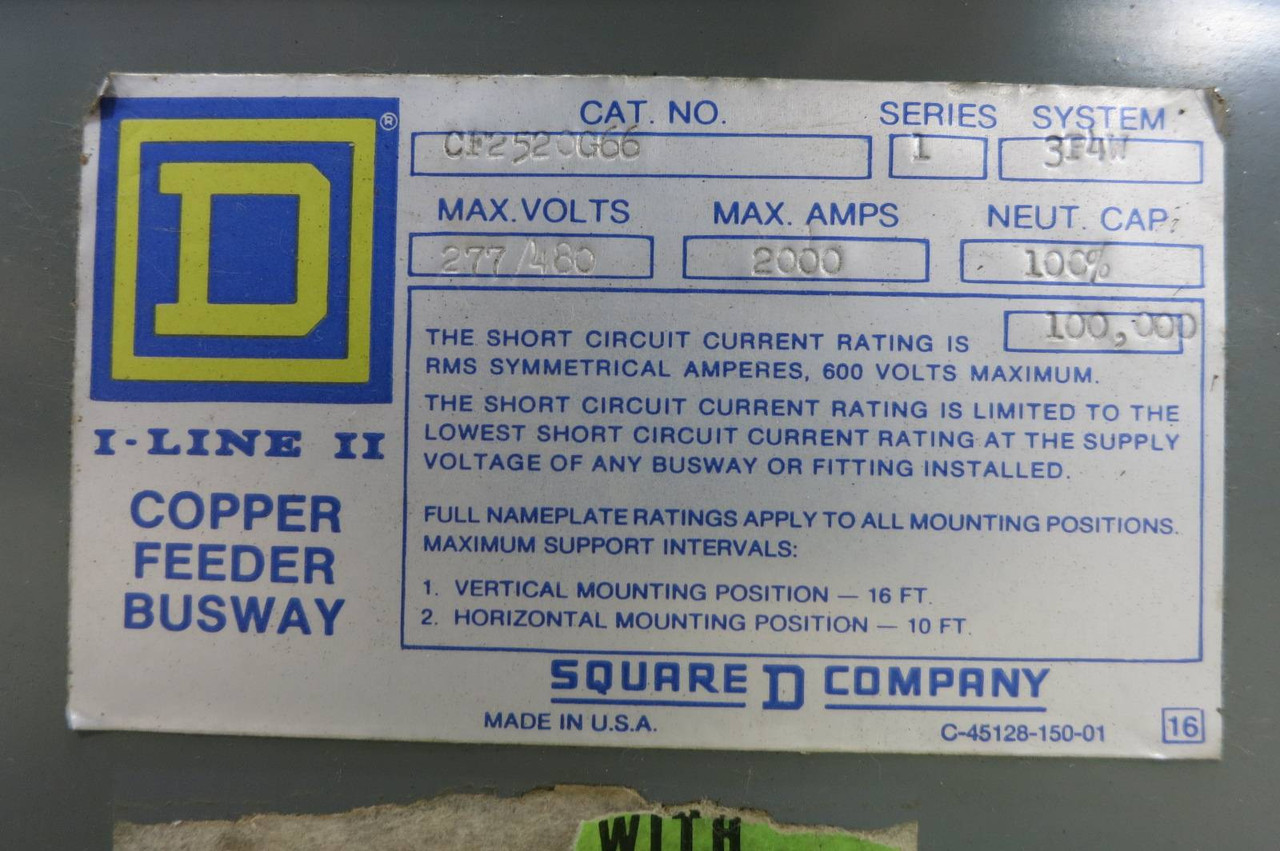 D ®
CAT. NO. SERIES SYSTEM
CF2520G66 1 3P4W
MAX. VOLTS MAX. AMPS NEUT. CAP.
277/480 2000 100%
THE SHORT CIRCUIT CURRENT RATING IS 100,000
RMS SYMMETRICAL AMPERES, 600 VOLTS MAXIMUM.
THE SHORT CIRCUIT CURRENT RATING IS LIMITED TO THE
LOWEST SHORT CIRCUIT CURRENT RATING AT THE SUPPLY
VOLTAGE OF ANY BUSWAY OR FITTING INSTALLED.
FULL NAMEPLATE RATINGS APPLY TO ALL MOUNTING POSITIONS.
MAXIMUM SUPPORT INTERVALS:
1. VERTICAL MOUNTING POSITION — 16 FT.
2. HORIZONTAL MOUNTING POSITION — 10 FT.
I-LINE II
COPPER
FEEDER
BUSWAY
SQUARE D COMPANY
MADE IN U.S.A. C-45128-150-01 16
WITH